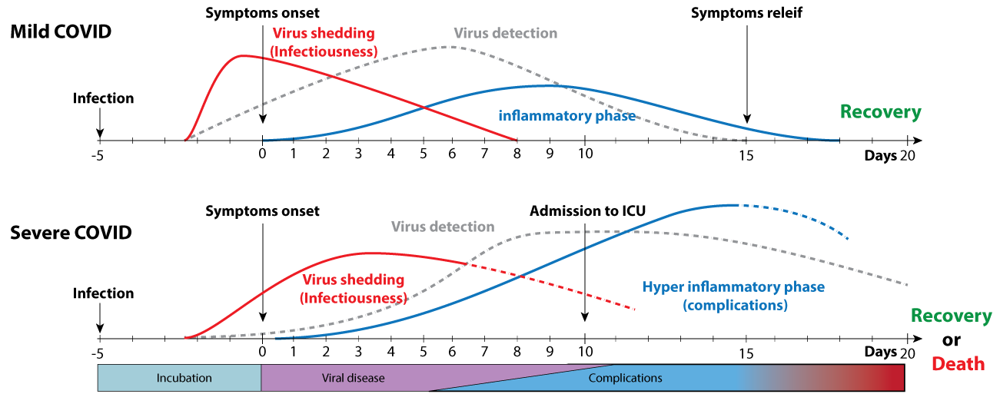 Symptoms onset
Symptoms releif
Mild COVID
Virus shedding
(Infectiousness)
Virus detection
Infection
inflammatory phase
Recovery
-5 0 1 2 3 4 5 6 7 8 9 10 15 Days 20
Symptoms onset
Admission to ICU
Severe COVID
Virus detection
Infection
Virus shedding
(Infectiousness)
Hyper inflammatory phase
(complications)
Recovery
or
Death
-5 0 1 2 3 4 5 6 7 8 9 10 15 Days 20
Incubation
Viral disease
Complications